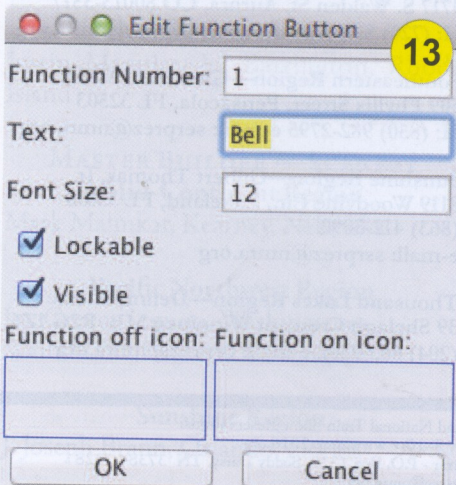 Edit Function Button
13
Function Number: 1
Text: Bell
Font Size: 12
Lockable
Visible
Function off icon: Function on icon:
OK Cancel